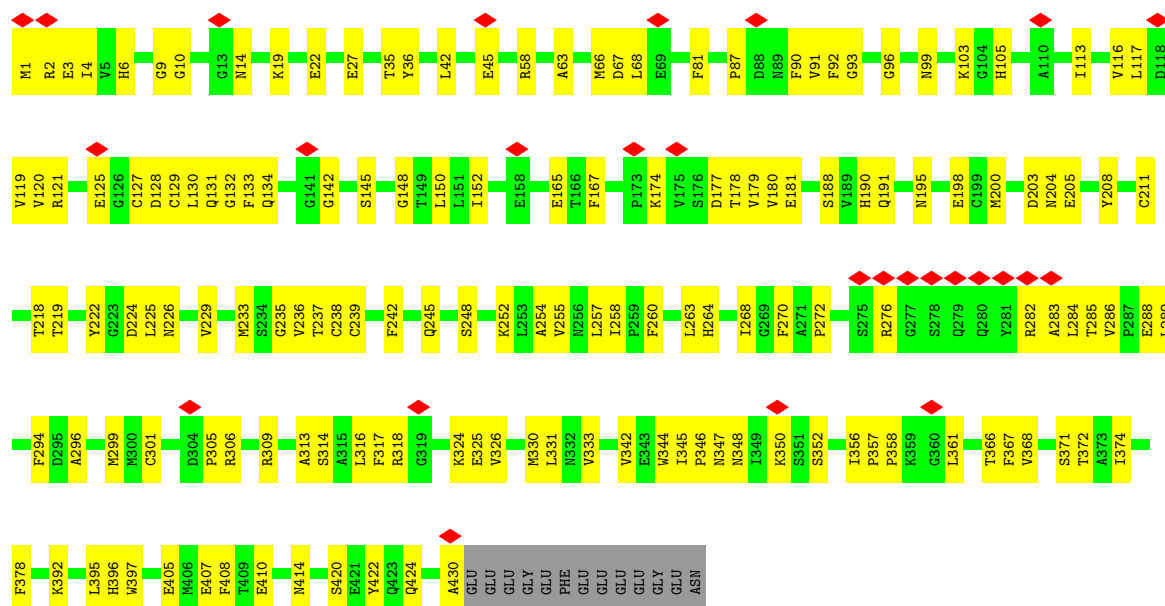 M1 R2 E3 I4 V5 H6 G9 G10 G13 N14 K19 E22 E27 T35 Y36 L42 E45 R58 A63 M66 D67 L68 E69 F81 P87 D88 N89 F90 V91 F92 G93 G96 N99 K103 G104 H105 A110 I113 V116 L117 D118
V119 V120 R121 E125 G126 C127 D128 C129 L130 Q131 G132 F133 Q134 G141 G142 S145 G148 T149 L150 L151 I152 E158 E165 T166 F167 P173 K174 V175 S176 D177 T178 V179 V180 E181 S188 V189 H190 Q191 N195 E198 C199 M200 D203 N204 E205 Y208 C211
T218 T219 Y222 G223 D224 L225 N226 V229 M233 S234 G235 V236 T237 C238 C239 F242 Q245 S248 K252 L253 A254 V255 N256 L257 I258 P259 F260 L263 H264 I268 G269 F270 A271 P272 S275 R276 G277 S278 Q279 Q280 Y281 R282 A283 L284 T285 V286 P287 E288
F294 D295 A296 M299 M300 C301 D304 P305 R306 R309 A313 S314 A315 L316 F317 R318 G319 K324 E325 V326 M330 L331 N332 V333 V342 E343 W344 I345 P346 N347 N348 I349 K350 S351 S352 I356 P357 P358 K359 G360 L361 T366 F367 V368 S371 T372 A373 I374
F378 K392 L395 H396 W397 E405 M406 E407 F408 T409 E410 N414 S420 E421 Y422 Q423 Q424 A430 GLU GLU GLU GLY GLU PHE GLU GLU GLU GLU GLY GLU ASN